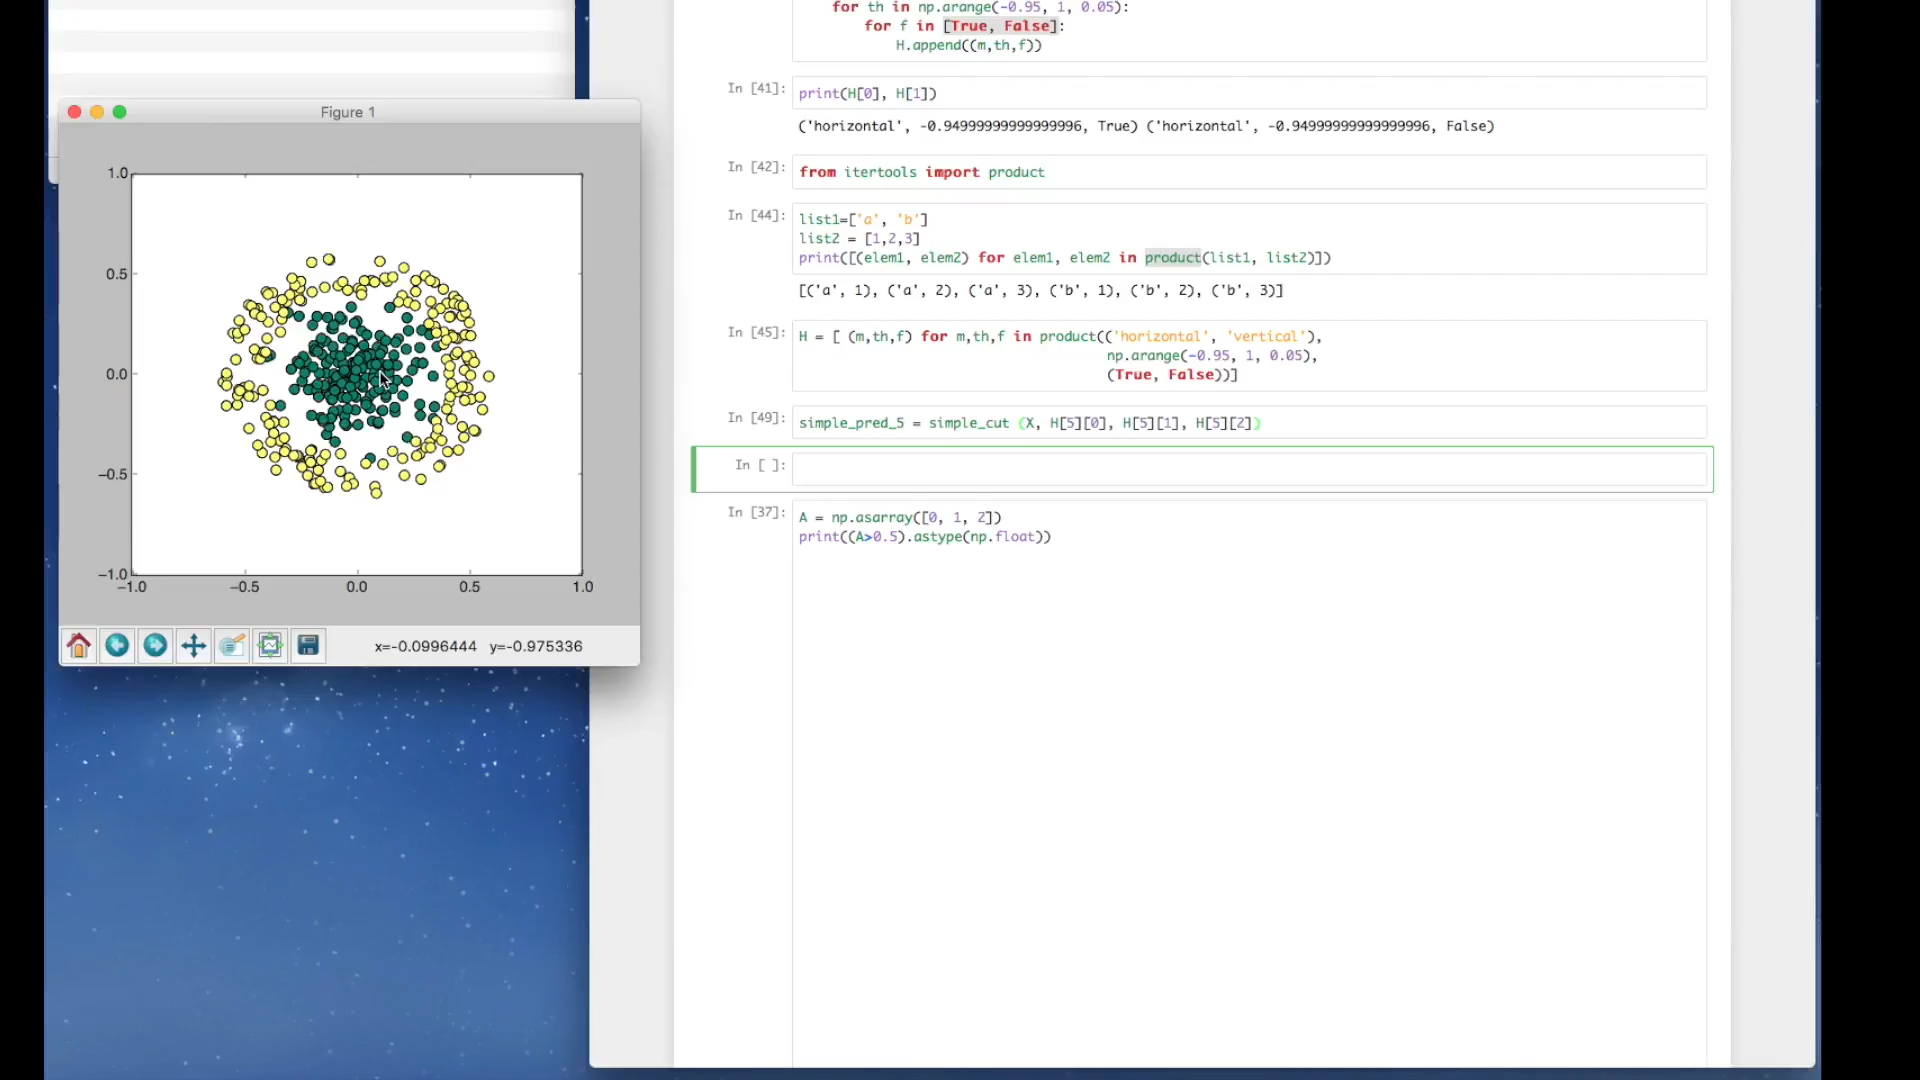 Figure 1
1.0
0.5
0.0
−0.5
−1.0
−1.0 −0.5 0.0 0.5 1.0
x=-0.0996444 y=-0.975336
for th in np.arange(-0.95, 1, 0.05):
for f in [True, False]:
H.append((m,th,f))
In [41]: print(H[0], H[1])
('horizontal', -0.94999999999999996, True) ('horizontal', -0.94999999999999996, False)
In [42]: from itertools import product
In [44]: list1=['a', 'b']
list2 = [1,2,3]
print([(elem1, elem2) for elem1, elem2 in product(list1, list2)])
[('a', 1), ('a', 2), ('a', 3), ('b', 1), ('b', 2), ('b', 3)]
In [45]: H = [ (m,th,f) for m,th,f in product(('horizontal', 'vertical'),
np.arange(-0.95, 1, 0.05),
(True, False))]
In [49]: simple_pred_5 = simple_cut (X, H[5][0], H[5][1], H[5][2])
In [ ]:
In [37]: A = np.asarray([0, 1, 2])
print((A>0.5).astype(np.float))